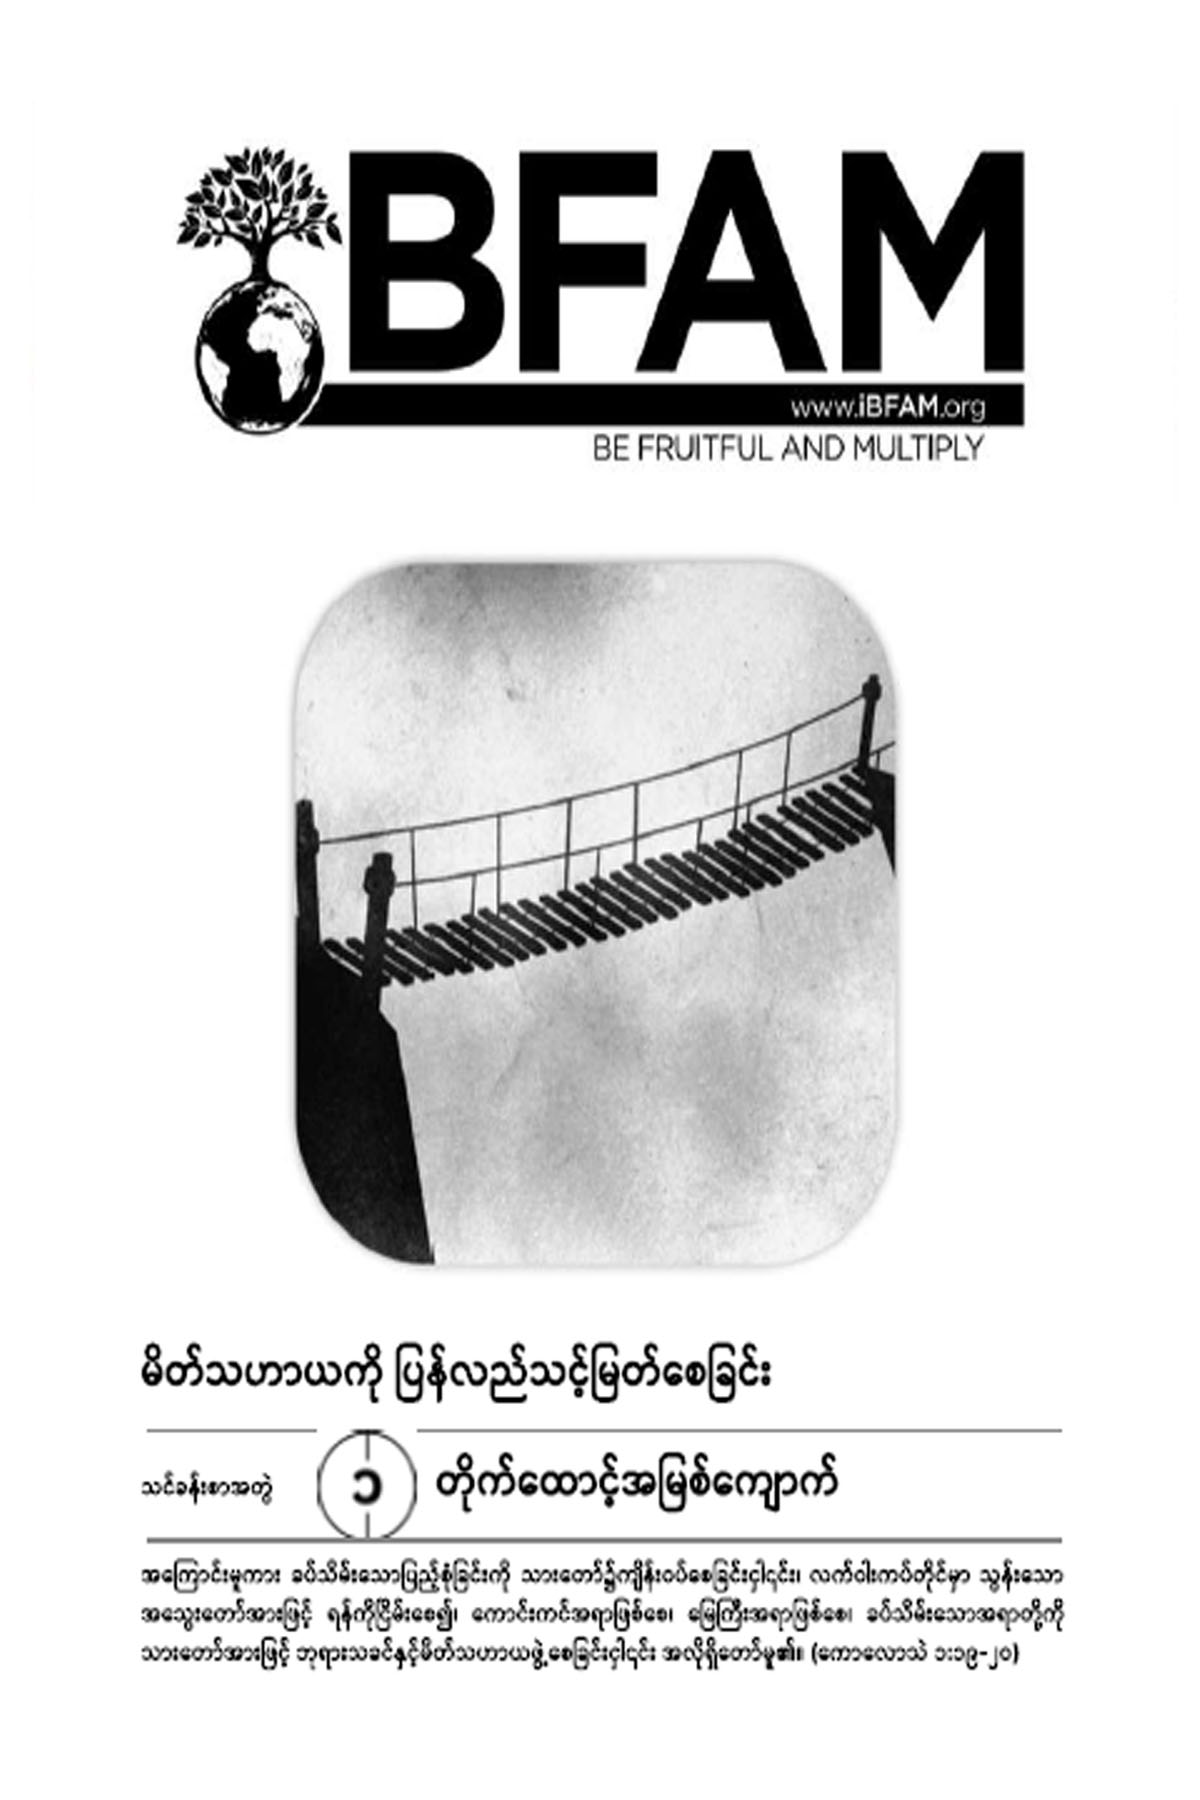 BFAM
www.iBFAM.org
BE FRUITFUL AND MULTIPLY
မိတ်သဟာယကို ပြန်လည်သင့်မြတ်စေခြင်း
သင်ခန်းစာအတွဲ ၁ တိုက်ထောင့်အမြစ်ကျောက်
အကြောင်းမူကား ခပ်သိမ်းသောပြည့်စုံခြင်းကို သားတော်၌ကျိန်းဝပ်စေခြင်းငှါ၎င်း၊ လက်ဝါးကပ်တိုင်မှာ သွန်းသော
အသွေးတော်အားဖြင့် ရန်ကိုငြိမ်းစေ၍၊ ကောင်းကင်အရာဖြစ်စေ၊ မြေကြီးအရာဖြစ်စေ၊ ခပ်သိမ်းသောအရာတို့ကို
သားတော်အားဖြင့် ဘုရားသခင်နှင့်မိတ်သဟာယဖွဲ့စေခြင်းငှါ၎င်း အလိုရှိတော်မူ၏။ (ကောလောသဲ ၁:၁၉-၂၀)